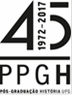 45
1972-2017
PPGH
PÓS-GRADUAÇÃO HISTÓRIA UFS